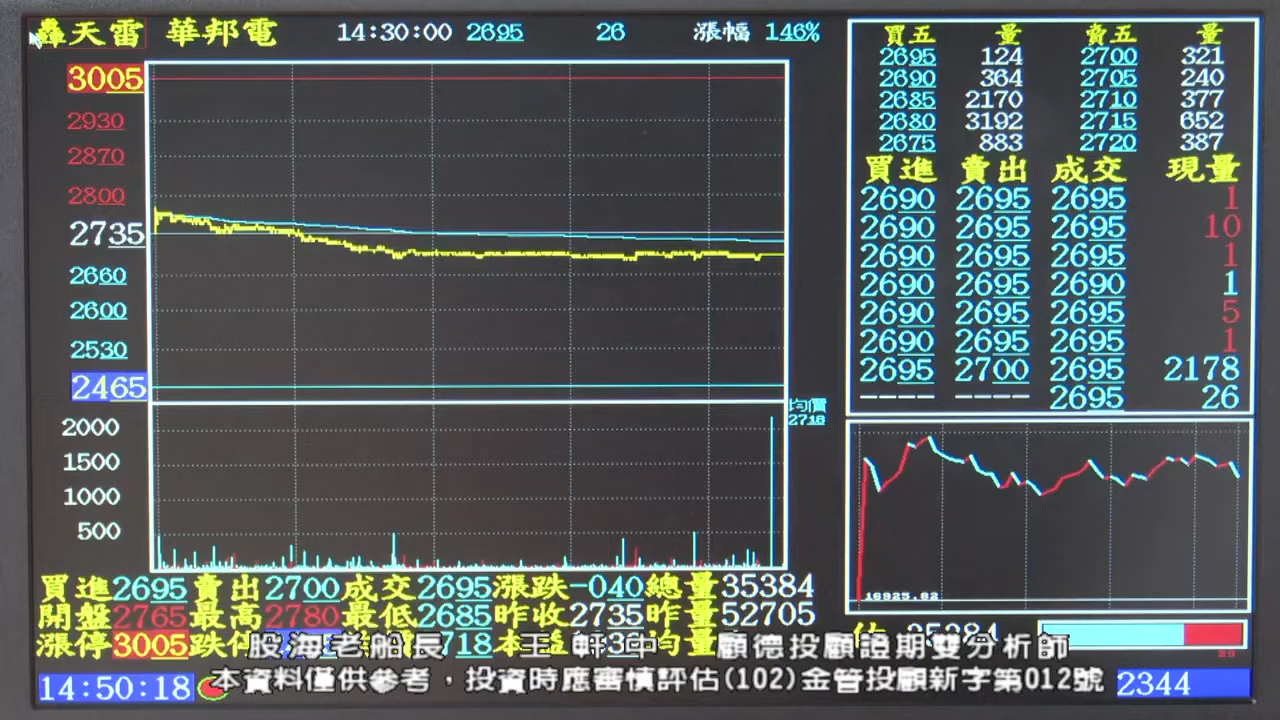 轟天雷 華邦電 14:30:00 2695 26 漲幅 1.46%
3005
2930
2870
2800
2735
2660
2600
2530
2465
均價
2718
2000
1500
1000
500
買五 量 賣五 量
2695 124 2700 321
2690 364 2705 240
2685 2170 2710 377
2680 3192 2715 652
2675 883 2720 387
買進 賣出 成交 現量
2690 2695 2695 1
2690 2695 2695 10
2690 2695 2695 1
2690 2695 2690 1
2690 2695 2695 5
2690 2695 2695 1
2695 2700 2695 2178
---- ---- 2695 26
16925.82
買進2695賣出2700成交2695漲跌-040總量35384
開盤2765最高2780最低2685昨收2735昨量52705
漲停3005跌停
股海老船長 王軒中 顧德投顧證期雙分析師
本資料僅供參考，投資時應審慎評估(102)金管投顧新字第012號
14:50:18
2344